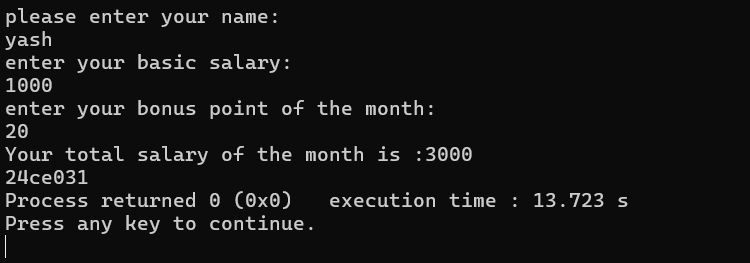 please enter your name:
yash
enter your basic salary:
1000
enter your bonus point of the month:
20
Your total salary of the month is :3000
24ce031
Process returned 0 (0x0)   execution time : 13.723 s
Press any key to continue.